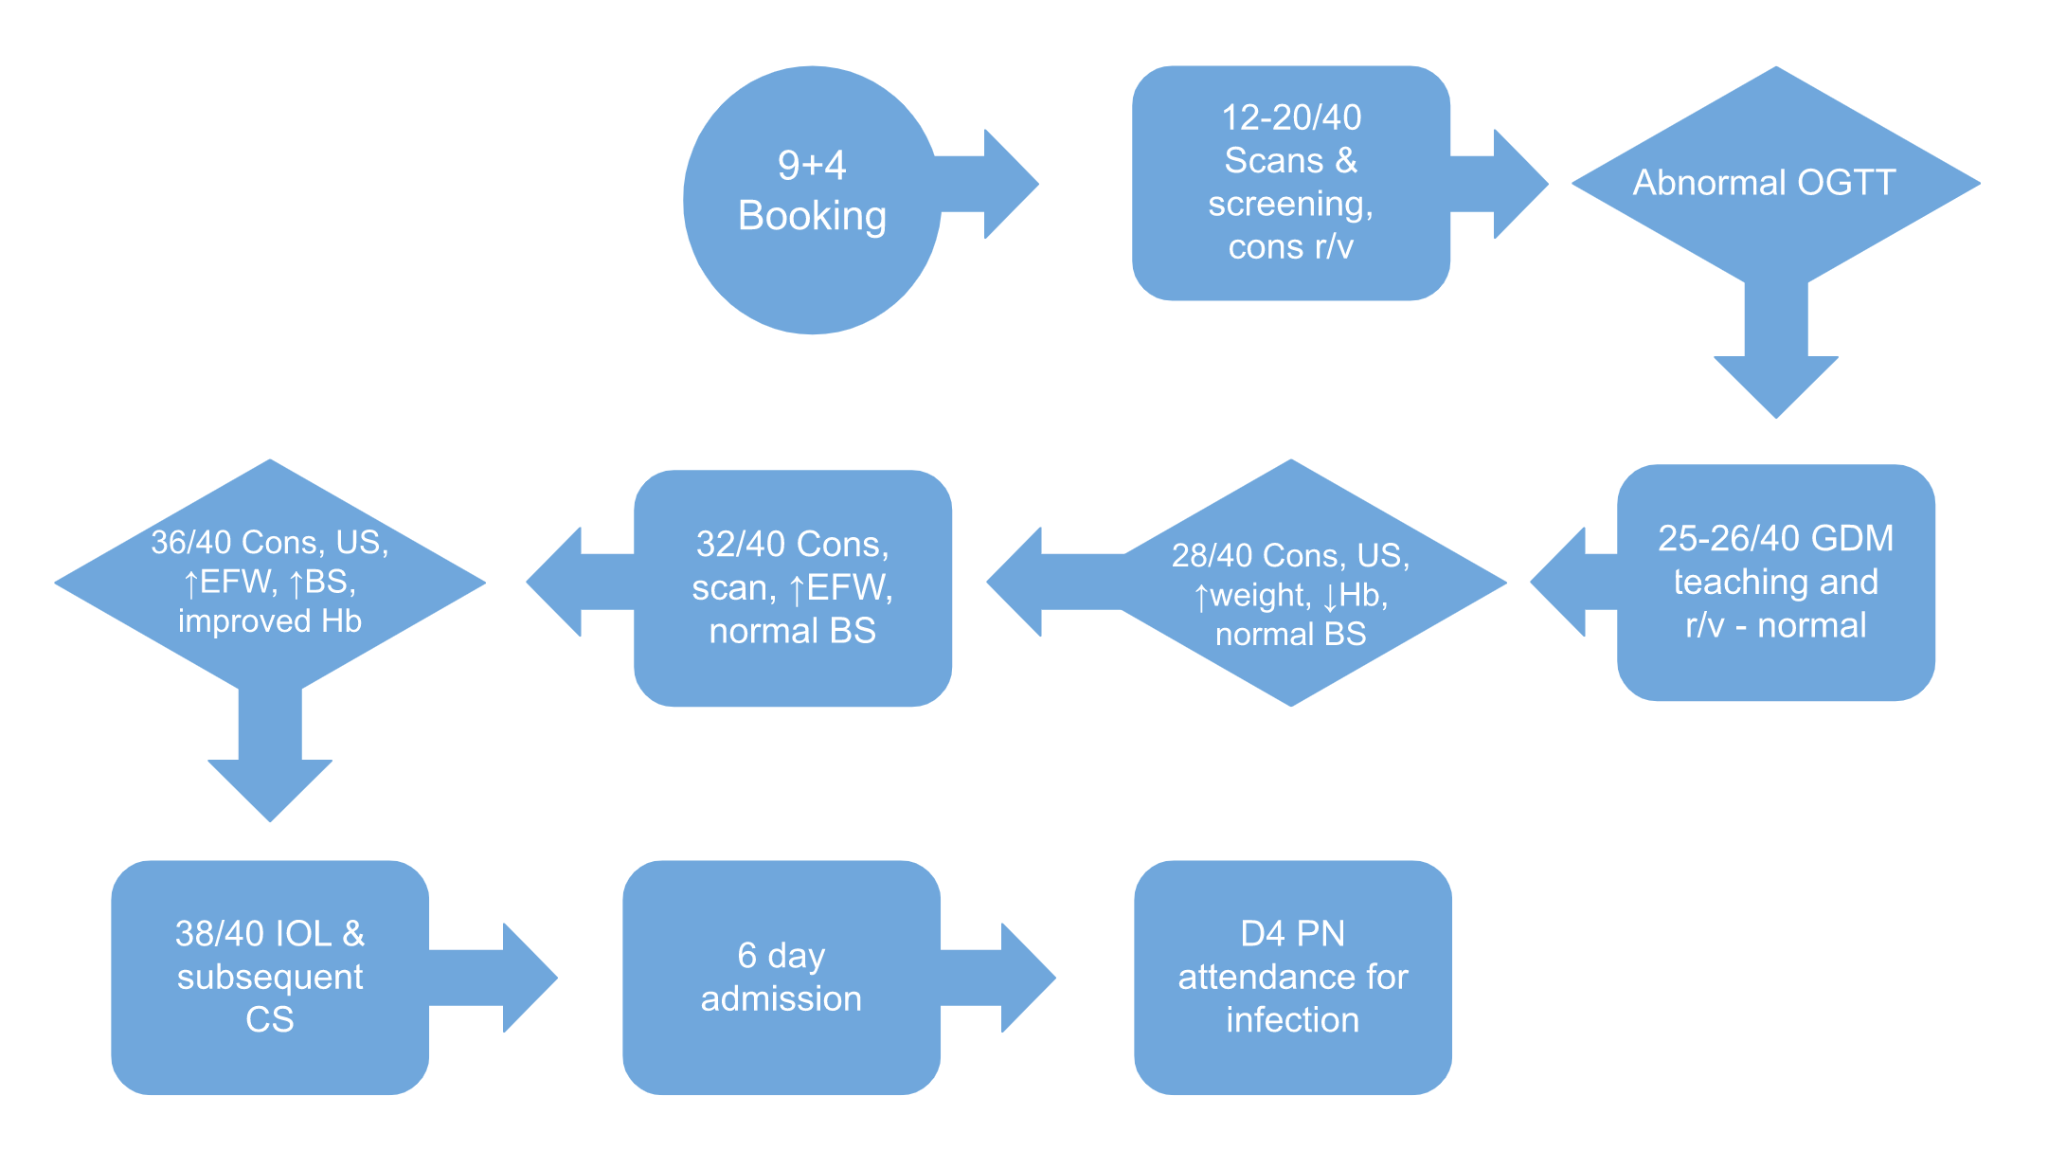 9+4
Booking
12-20/40
Scans &
screening,
cons r/v
Abnormal OGTT
25-26/40 GDM
teaching and
r/v - normal
28/40 Cons, US,
↑weight, ↓Hb,
normal BS
32/40 Cons,
scan, ↑EFW,
normal BS
36/40 Cons, US,
↑EFW, ↑BS,
improved Hb
38/40 IOL &
subsequent
CS
6 day
admission
D4 PN
attendance for
infection